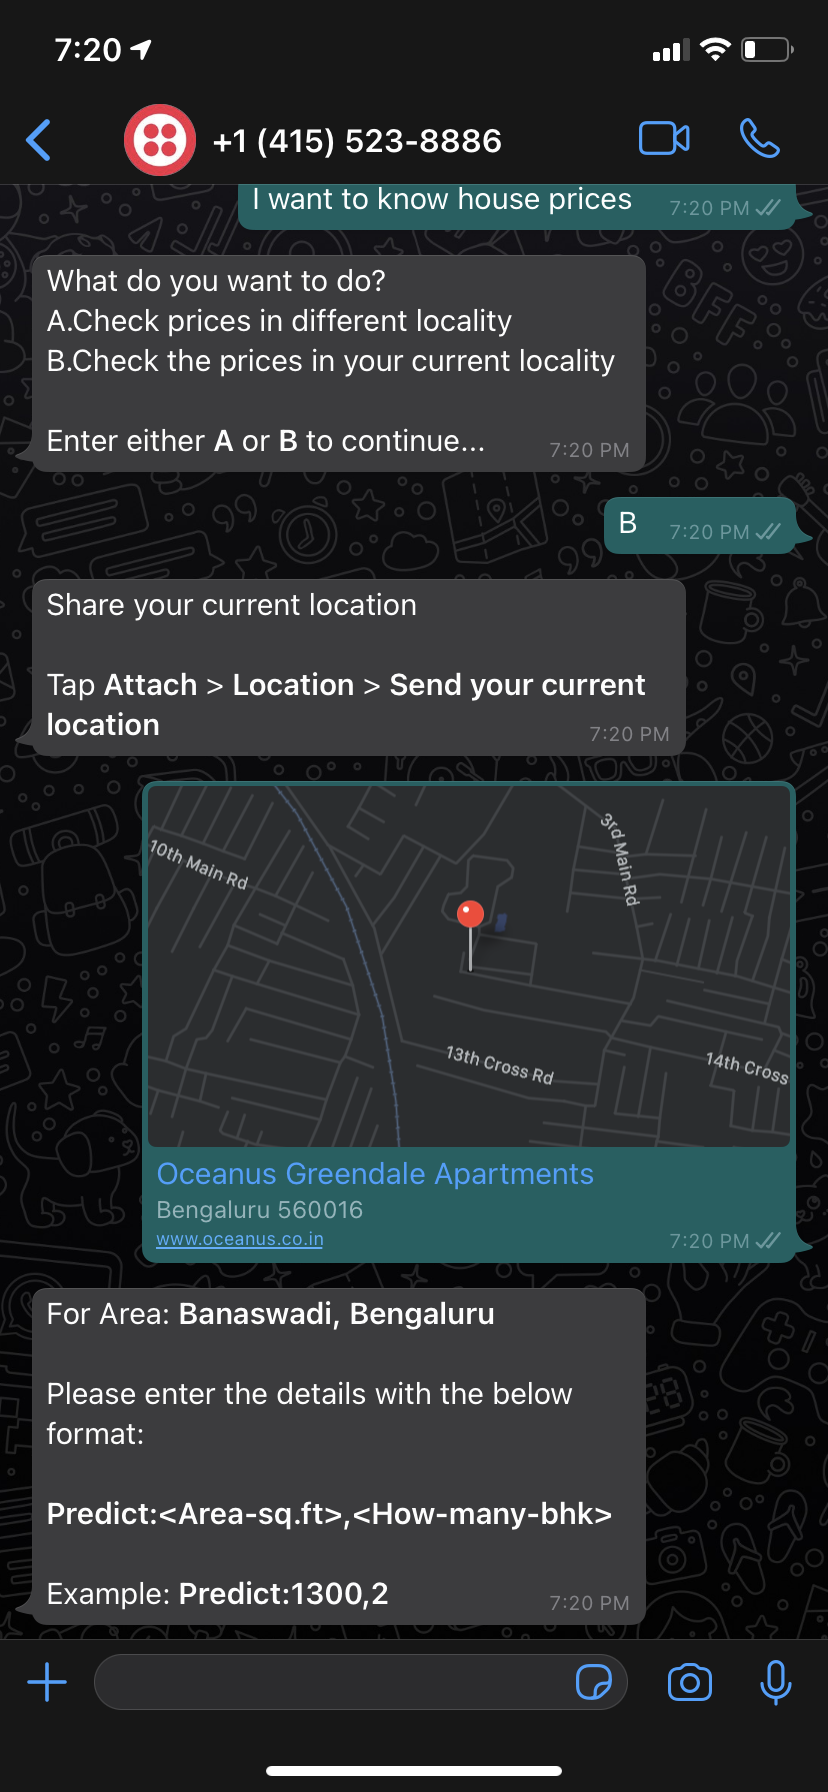 7:20
+1 (415) 523-8886
I want to know house prices
7:20 PM
What do you want to do?
A.Check prices in different locality
B.Check the prices in your current locality
Enter either A or B to continue...
7:20 PM
B
7:20 PM
Share your current location
Tap Attach > Location > Send your current
location
7:20 PM
10th Main Rd
3rd Main Rd
13th Cross Rd
14th Cross
Oceanus Greendale Apartments
Bengaluru 560016
www.oceanus.co.in
7:20 PM
For Area: Banaswadi, Bengaluru
Please enter the details with the below
format:
Predict:<Area-sq.ft>,<How-many-bhk>
Example: Predict:1300,2
7:20 PM